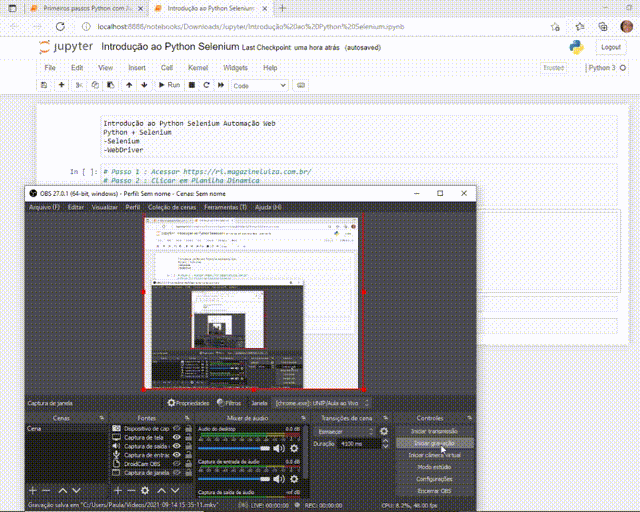 Primeiros passos Python com Ju
Introdução ao Python Selenium
localhost:8888/notebooks/Downloads/Jupyter/Introdução%20ao%20Python%20Selenium.ipynb
jupyter Introdução ao Python Selenium Last Checkpoint: uma hora atrás (autosaved)
Logout
File Edit View Insert Cell Kernel Widgets Help
Trusted
Python 3
Run
Code
Introdução ao Python Selenium Automação Web
Python + Selenium
-Selenium
-WebDriver
In [ ]: # Passo 1 : Acessar https://ri.magazineluiza.com.br/
# Passo 2 : Clicar em Planilha Dinamica
OBS 27.0.1 (64-bit, windows) - Perfil: Sem nome - Cenas: Sem nome
Arquivo (F) Editar Visualizar Perfil Coleção de cenas Ferramentas (T) Ajuda (H)
Captura de janela
Propriedades
Filtros
Janela
[chrome.exe]: UNIP/Aula ao Vivo
Cenas
Fontes
Mixer de áudio
Transições de cena
Controles
Cena
Dispositivo de cap
Captura de tela
Captura de saída
Captura de entrac
DroidCam OBS
Captura de janela
Áudio do desktop
0.0 dB
Captura de entrada de áudio
0.0 dB
Captura de saída de áudio
-inf dB
Esmaecer
Duração
4100 ms
Iniciar transmissão
Iniciar gravação
Iniciar câmera virtual
Modo estúdio
Configurações
Encerrar OBS
Gravação salva em "C:/Users/Paula/Videos/2021-09-14 15-35-11.mkv"
LIVE: 00:00:00
REC: 00:00:00
CPU: 8.2%, 46.00 fps